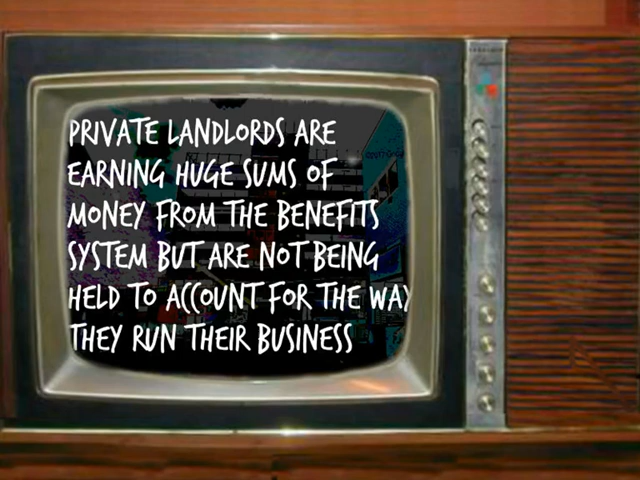 PRIVATE LANDLORDS ARE
EARNING HUGE SUMS OF
MONEY FROM THE BENEFITS
SYSTEM BUT ARE NOT BEING
HELD TO ACCOUNT FOR THE WAY
THEY RUN THEIR BUSINESS